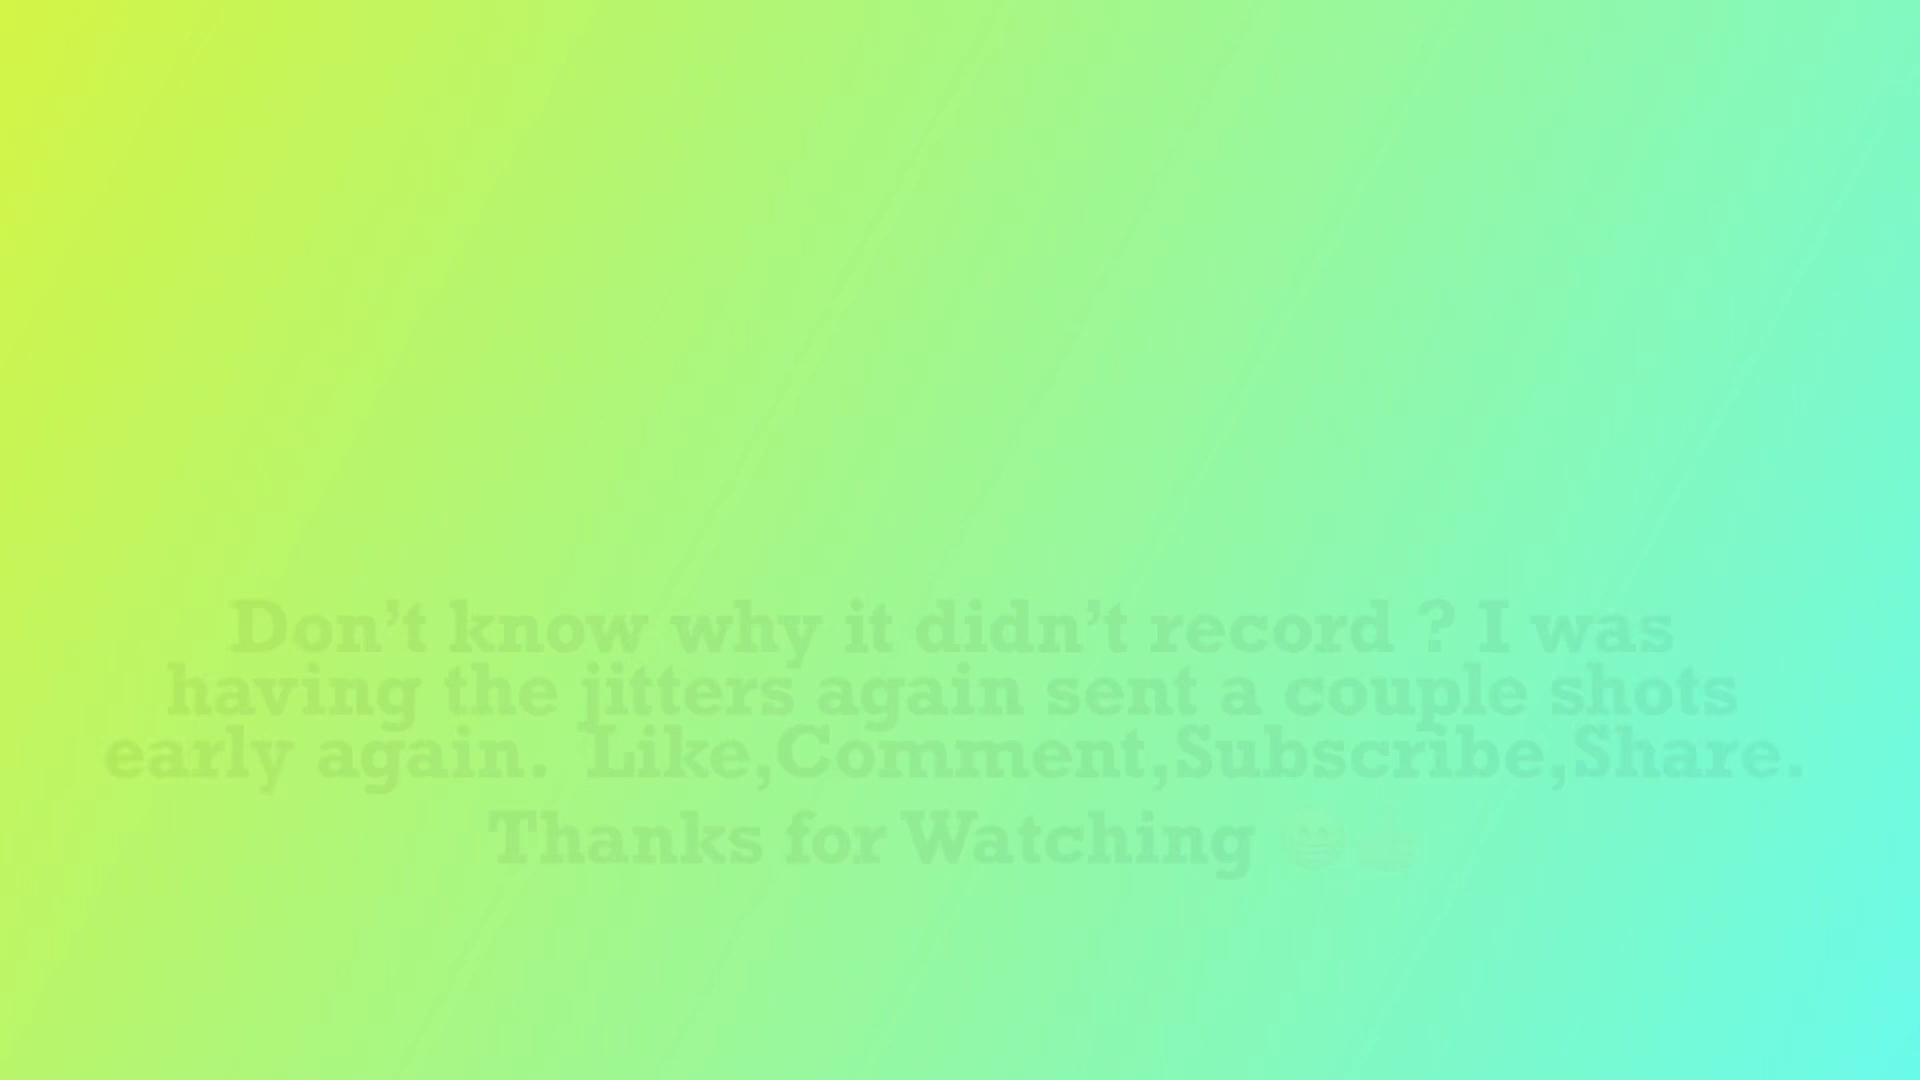 Don’t know why it didn’t record ? I was
having the jitters again sent a couple shots
early again.  Like,Comment,Subscribe,Share.
Thanks for Watching 😀👍